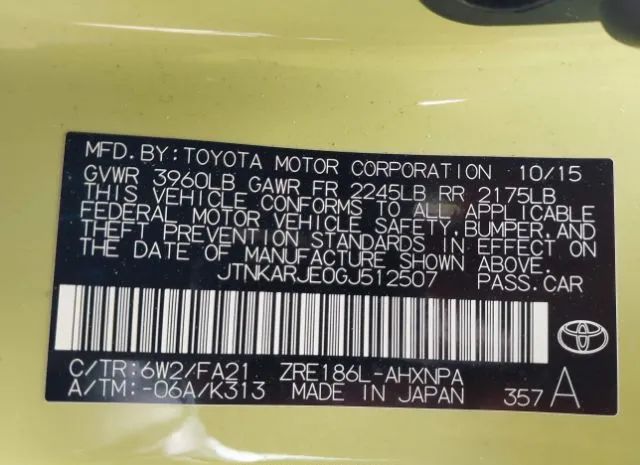 MFD. BY: TOYOTA MOTOR CORPORATION 10/15
GVWR 3960LB GAWR FR 2245LB RR 2175LB
THIS VEHICLE CONFORMS TO ALL APPLICABLE
FEDERAL MOTOR VEHICLE SAFETY, BUMPER, AND
THEFT PREVENTION STANDARDS IN EFFECT ON
THE DATE OF MANUFACTURE SHOWN ABOVE.
JTNKARJE0GJ512507 PASS. CAR
TOYOTA
C/TR: 6W2/FA21 ZRE186L-AHXNPA
A/TM: -06A/K313 MADE IN JAPAN 357 A